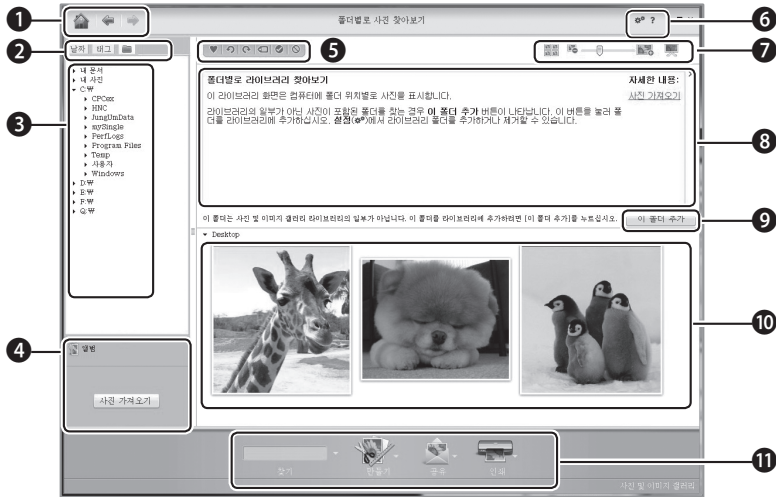 폴더별로 사진 찾아보기
1
2
3
4
5
6
7
8
9
10
11
?
날짜 태그
▸ 내 문서
▸ 내 사진
▾ C:₩
▸ CPCex
▸ HNC
▸ JungUmData
▸ mySingle
▸ PerfLogs
▸ Program Files
▸ Temp
▸ 사용자
▸ Windows
▸ D:₩
▸ E:₩
▸ F:₩
▸ Q:₩
폴더별로 라이브러리 찾아보기
이 라이브러리 화면은 컴퓨터에 폴더 위치별로 사진을 표시합니다.
라이브러리의 일부가 아닌 사진이 포함된 폴더를 찾는 경우 이 폴더 추가 버튼이 나타납니다. 이 버튼을 눌러 폴
더를 라이브러리에 추가하십시오. 설정( )에서 라이브러리 폴더를 추가하거나 제거할 수 있습니다.
자세한 내용:
사진 가져오기
이 폴더는 사진 및 이미지 갤러리 라이브러리의 일부가 아닙니다. 이 폴더를 라이브러리에 추가하려면 [이 폴더 추가]를 누르십시오.
이 폴더 추가
▾ Desktop
앨범
사진 가져오기
찾기
만들기
공유
인쇄
사진 및 이미지 갤러리